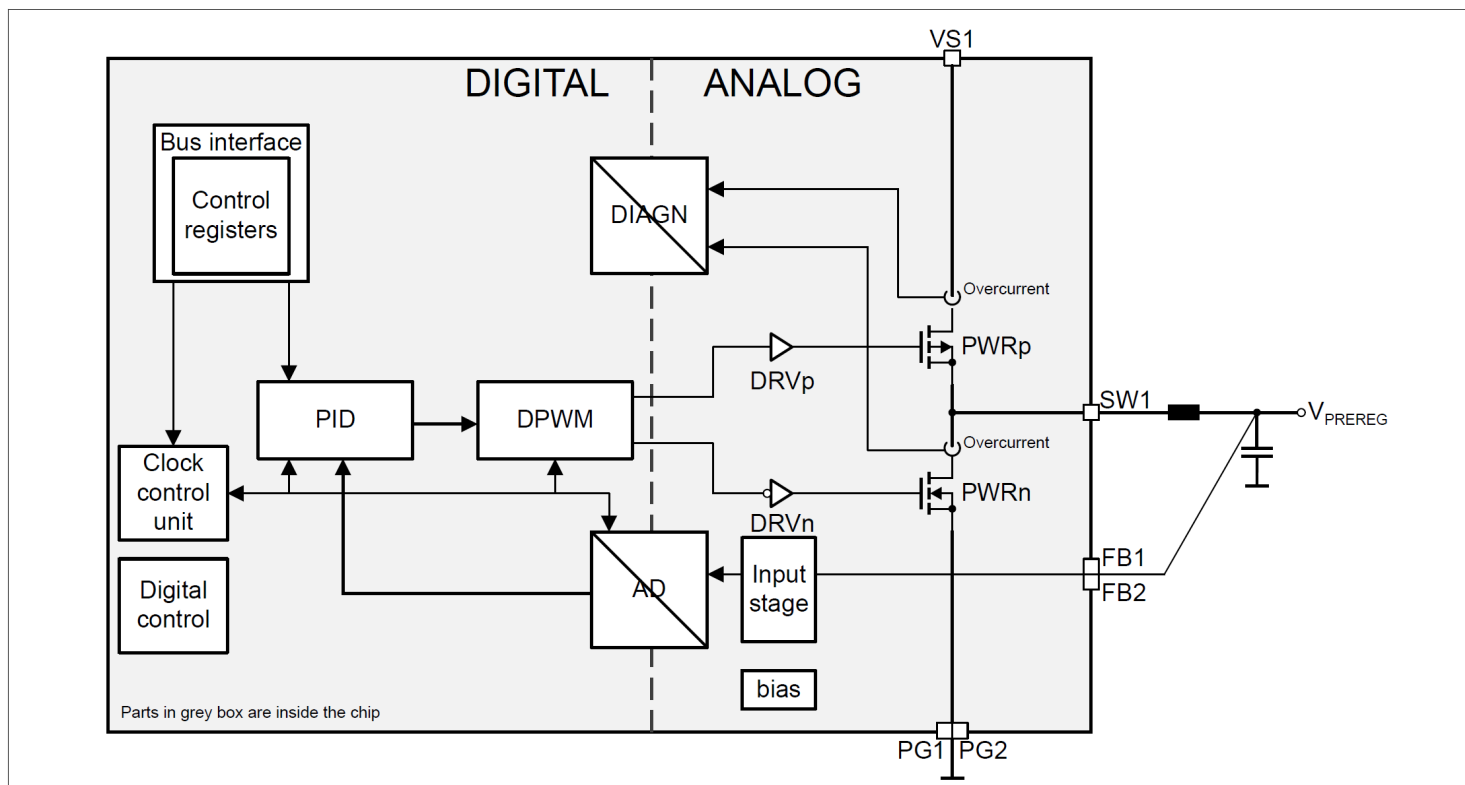 VS1
DIGITAL
ANALOG
Bus interface
Control
registers
DIAGN
Overcurrent
PWRp
DRVp
SW1
VPREREG
PID
DPWM
Overcurrent
Clock
control
unit
PWRn
DRVn
FB1
FB2
Input
stage
AD
Digital
control
bias
Parts in grey box are inside the chip
PG1
PG2